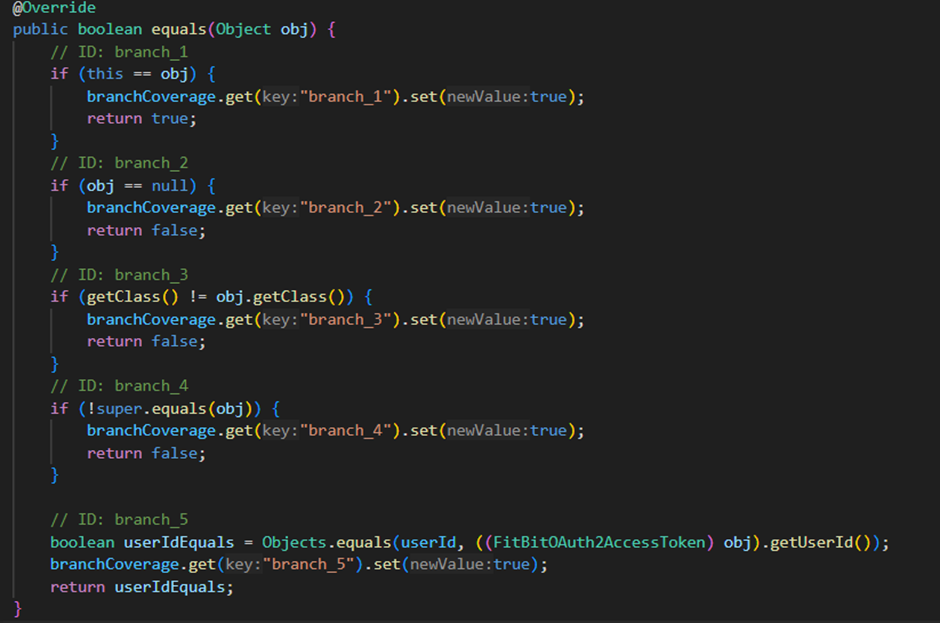 @Override
public boolean equals(Object obj) {
// ID: branch_1
if (this == obj) {
branchCoverage.get(key:"branch_1").set(newValue:true);
return true;
}
// ID: branch_2
if (obj == null) {
branchCoverage.get(key:"branch_2").set(newValue:true);
return false;
}
// ID: branch_3
if (getClass() != obj.getClass()) {
branchCoverage.get(key:"branch_3").set(newValue:true);
return false;
}
// ID: branch_4
if (!super.equals(obj)) {
branchCoverage.get(key:"branch_4").set(newValue:true);
return false;
}
// ID: branch_5
boolean userIdEquals = Objects.equals(userId, ((FitBitOAuth2AccessToken) obj).getUserId());
branchCoverage.get(key:"branch_5").set(newValue:true);
return userIdEquals;
}